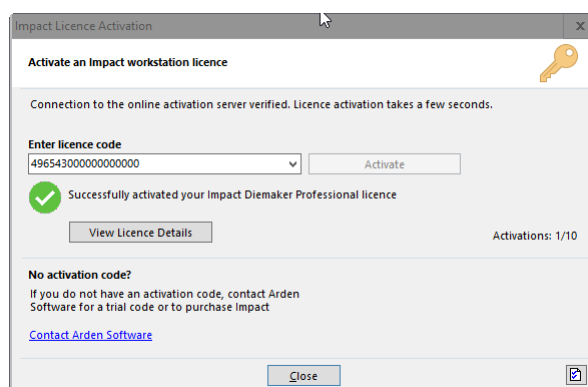 Impact Licence Activation
Activate an Impact workstation licence
Connection to the online activation server verified. Licence activation takes a few seconds.
Enter licence code
496543000000000000
Activate
Successfully activated your Impact Diemaker Professional licence
View Licence Details
Activations: 1/10
No activation code?
If you do not have an activation code, contact Arden
Software for a trial code or to purchase Impact
Contact Arden Software
Close